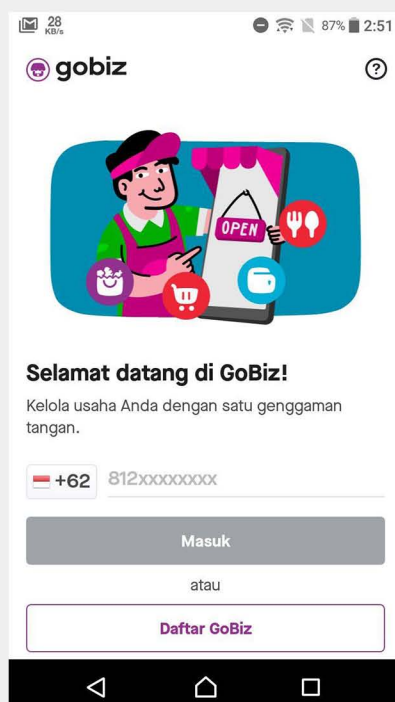 28
KB/s
87%
2:51
gobiz
OPEN
Selamat datang di GoBiz!
Kelola usaha Anda dengan satu genggaman
tangan.
+62 812xxxxxxxx
Masuk
atau
Daftar GoBiz